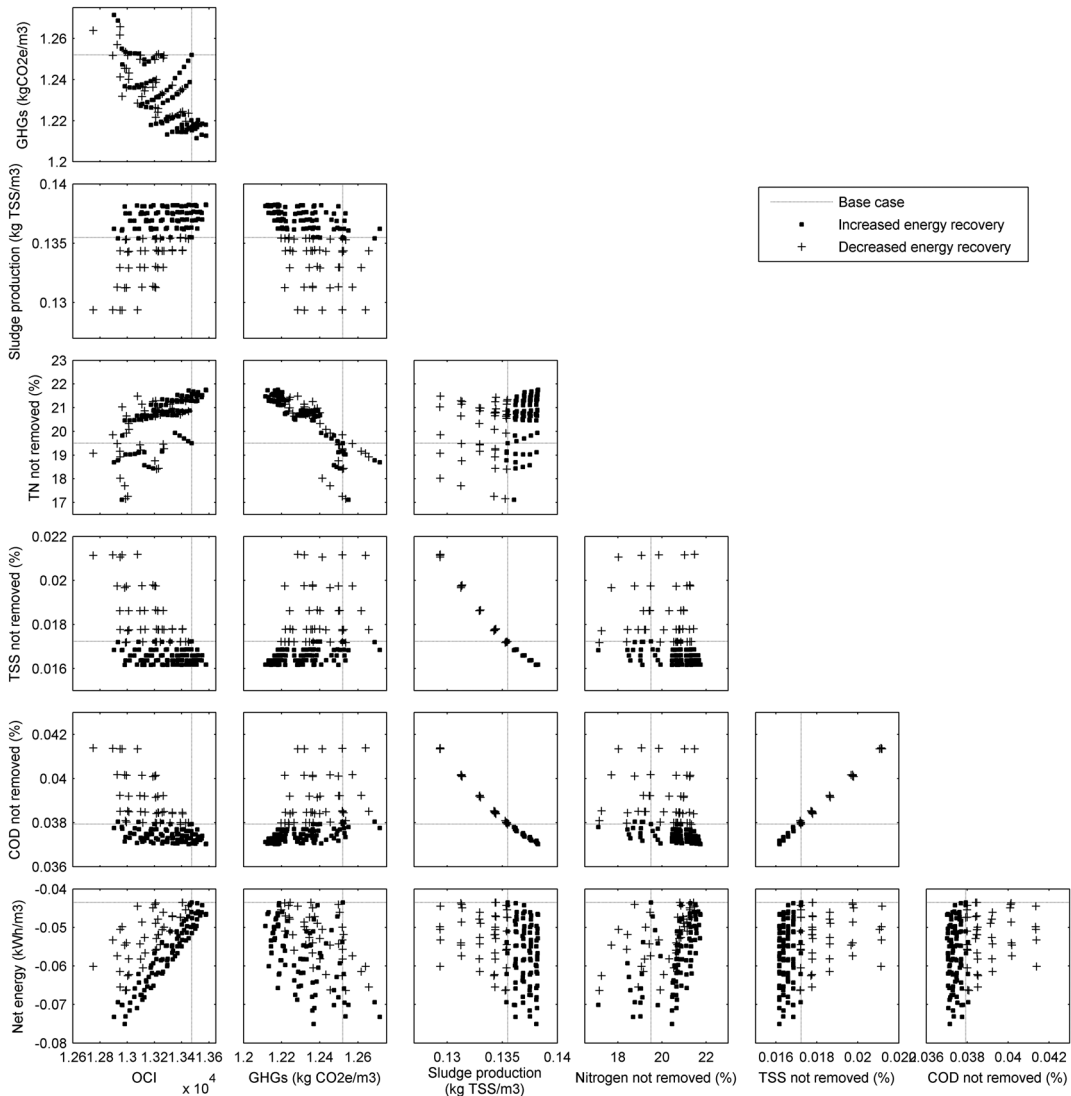 GHGs (kgCO2e/m3)
1.26
1.24
1.22
1.2
Sludge production (kg TSS/m3)
0.14
0.135
0.13
Base case
Increased energy recovery
Decreased energy recovery
TN not removed (%)
23
22
21
20
19
18
17
TSS not removed (%)
0.022
0.02
0.018
0.016
COD not removed (%)
0.042
0.04
0.038
0.036
Net energy (kWh/m3)
-0.04
-0.05
-0.06
-0.07
-0.08
1.26 1.28 1.3 1.32 1.34 1.36
OCI
x 10^4
1.2 1.22 1.24 1.26
GHGs (kg CO2e/m3)
0.13 0.135 0.14
Sludge production
(kg TSS/m3)
18 20 22
Nitrogen not removed (%)
0.016 0.018 0.02 0.022
TSS not removed (%)
0.036 0.038 0.04 0.042
COD not removed (%)